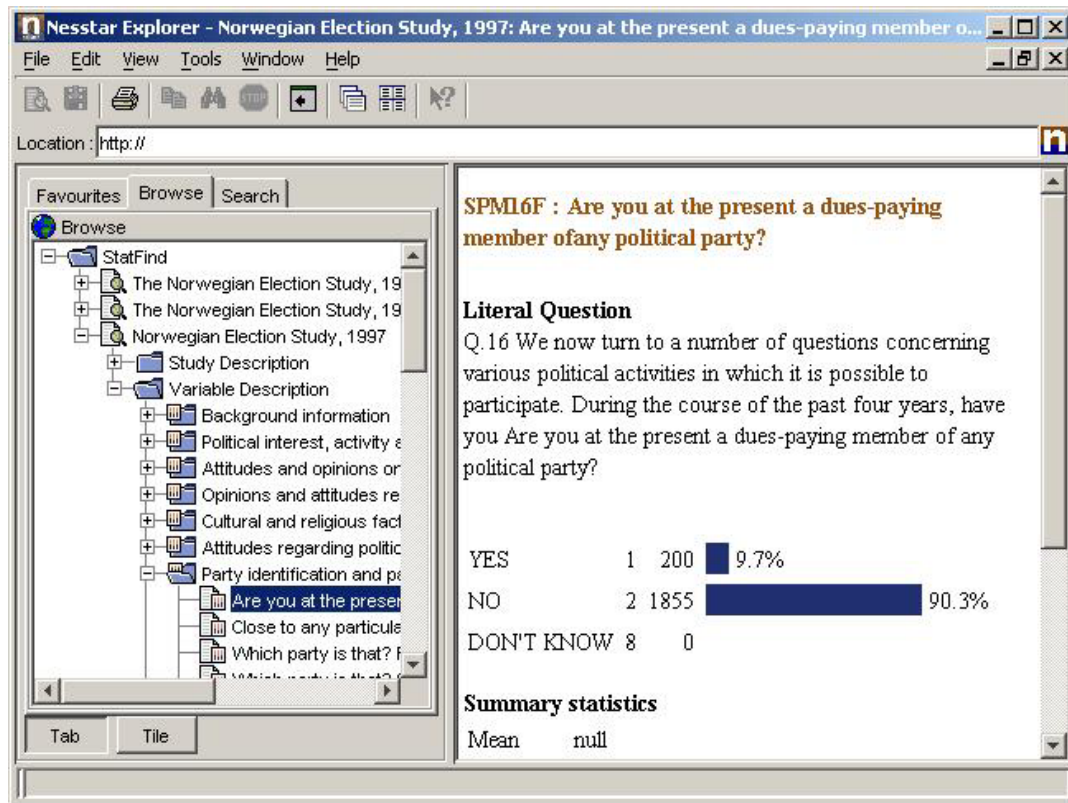 n Nesstar Explorer - Norwegian Election Study, 1997: Are you at the present a dues-paying member o...
File Edit View Tools Window Help
STOP
Location : http:// n
Favourites Browse Search
Browse
StatFind
The Norwegian Election Study, 19
The Norwegian Election Study, 19
Norwegian Election Study, 1997
Study Description
Variable Description
Background information
Political interest, activity a
Attitudes and opinions or
Opinions and attitudes re
Cultural and religious fact
Attitudes regarding politic
Party identification and pa
Are you at the presen
Close to any particula
Which party is that? F
Which party is that?
Tab Tile
SPM16F : Are you at the present a dues-paying
member ofany political party?
Literal Question
Q.16 We now turn to a number of questions concerning
various political activities in which it is possible to
participate. During the course of the past four years, have
you Are you at the present a dues-paying member of any
political party?
YES 1 200 9.7%
NO 2 1855 90.3%
DON'T KNOW 8 0
Summary statistics
Mean null